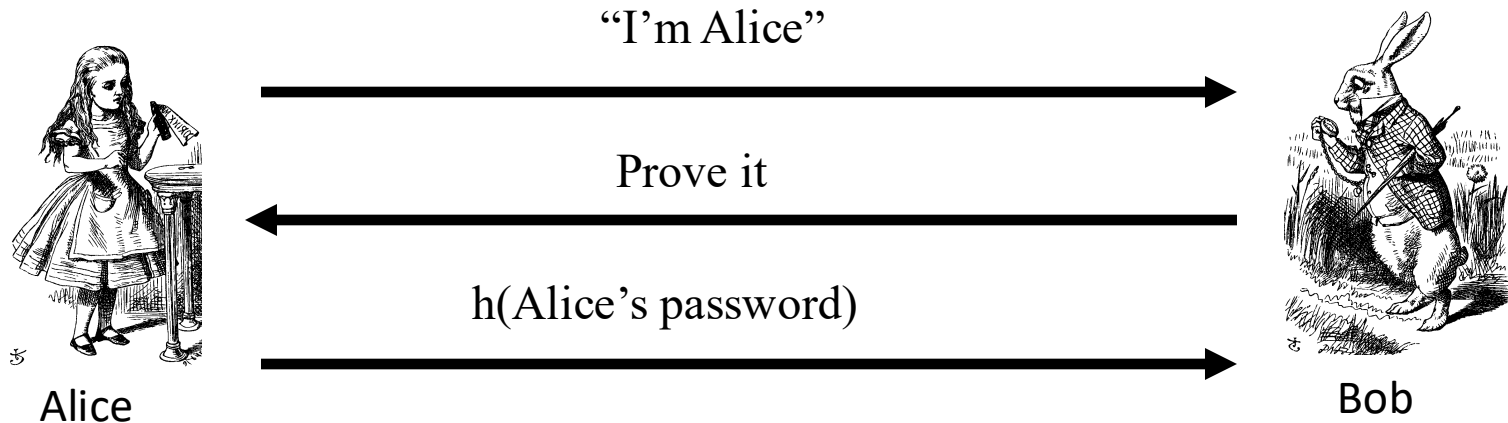 “I’m Alice”
Prove it
h(Alice’s password)
Alice
Bob